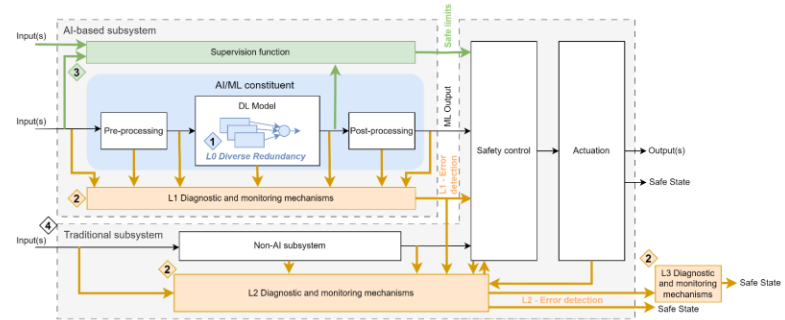 AI-based subsystem
Input(s)
Supervision function
Safe limits
3
AI/ML constituent
DL Model
Input(s)
Pre-processing
1
L0 Diverse Redundancy
Post-processing
ML Output
Safety control
Actuation
Output(s)
Safe State
2
L1 Diagnostic and monitoring mechanisms
L1 - Error
detection
4
Input(s)
Traditional subsystem
Non-AI subsystem
2
L2 Diagnostic and monitoring mechanisms
L2 - Error detection
2
L3 Diagnostic
and monitoring
mechanisms
Safe State
Safe State